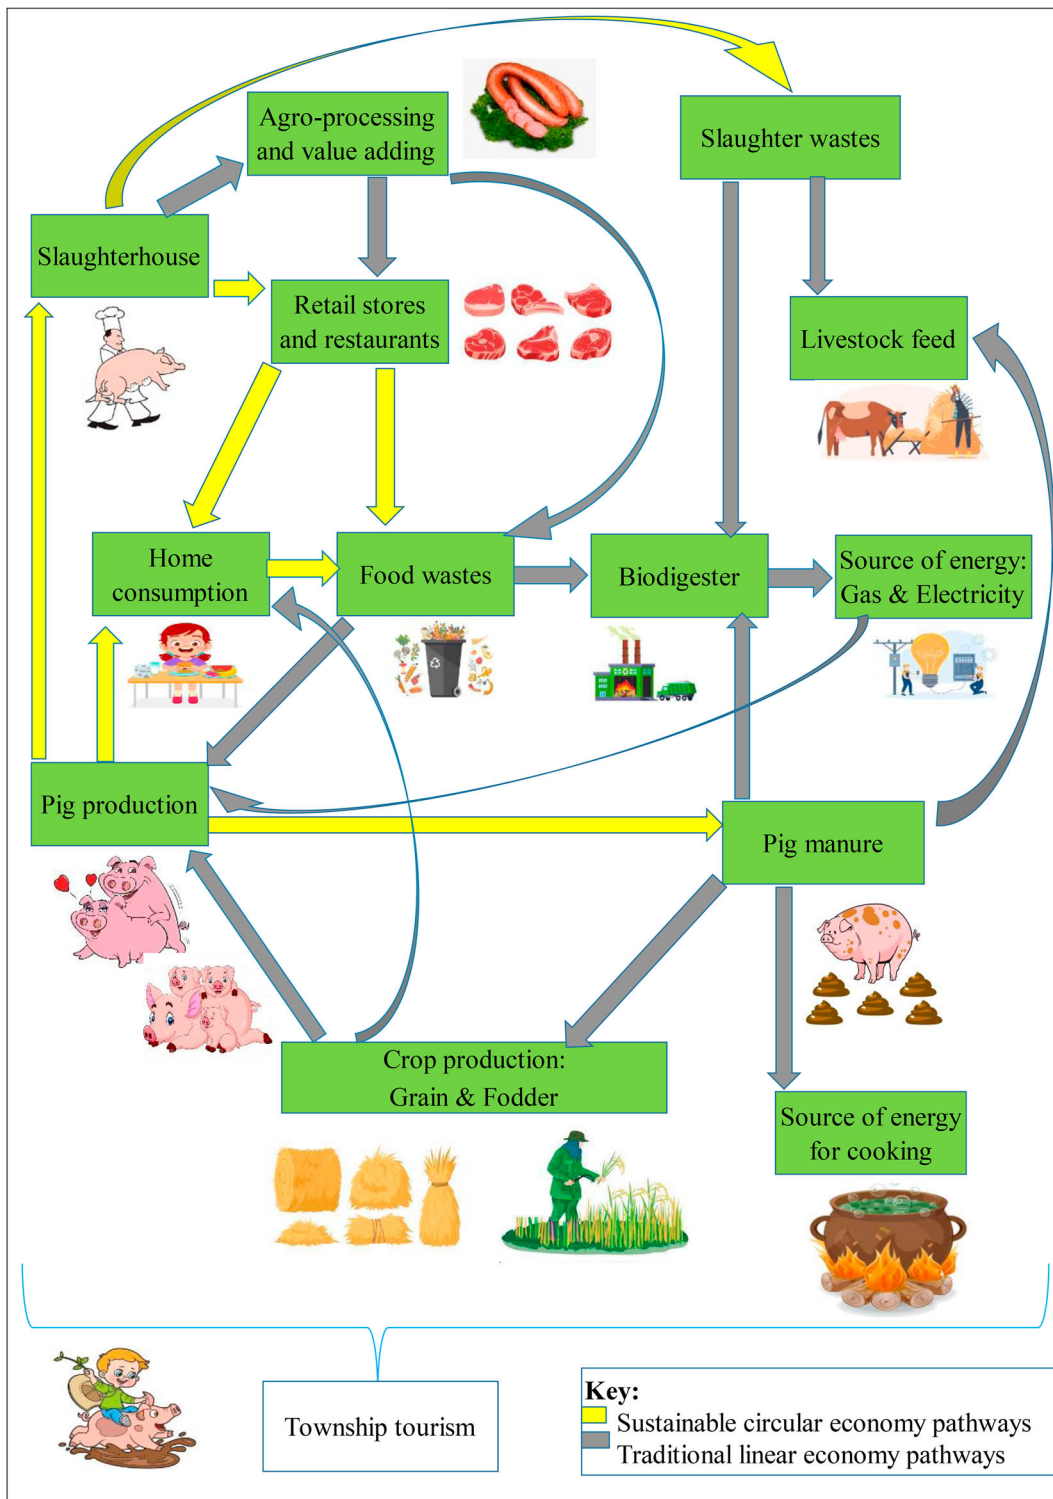 Agro-processing
and value adding
Slaughter wastes
Slaughterhouse
Retail stores
and restaurants
Livestock feed
Home
consumption
Food wastes
Biodigester
Source of energy:
Gas & Electricity
Pig production
Pig manure
Crop production:
Grain & Fodder
Source of energy
for cooking
Township tourism
Key:
Sustainable circular economy pathways
Traditional linear economy pathways